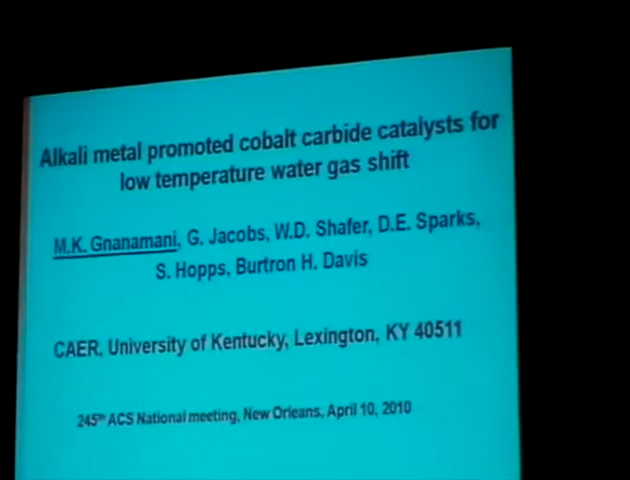 Alkali metal promoted cobalt carbide catalysts for
low temperature water gas shift
M.K. Gnanamani, G. Jacobs, W.D. Shafer, D.E. Sparks,
S. Hopps, Burtron H. Davis
CAER, University of Kentucky, Lexington, KY 40511
245th ACS National meeting, New Orleans, April 10, 2010